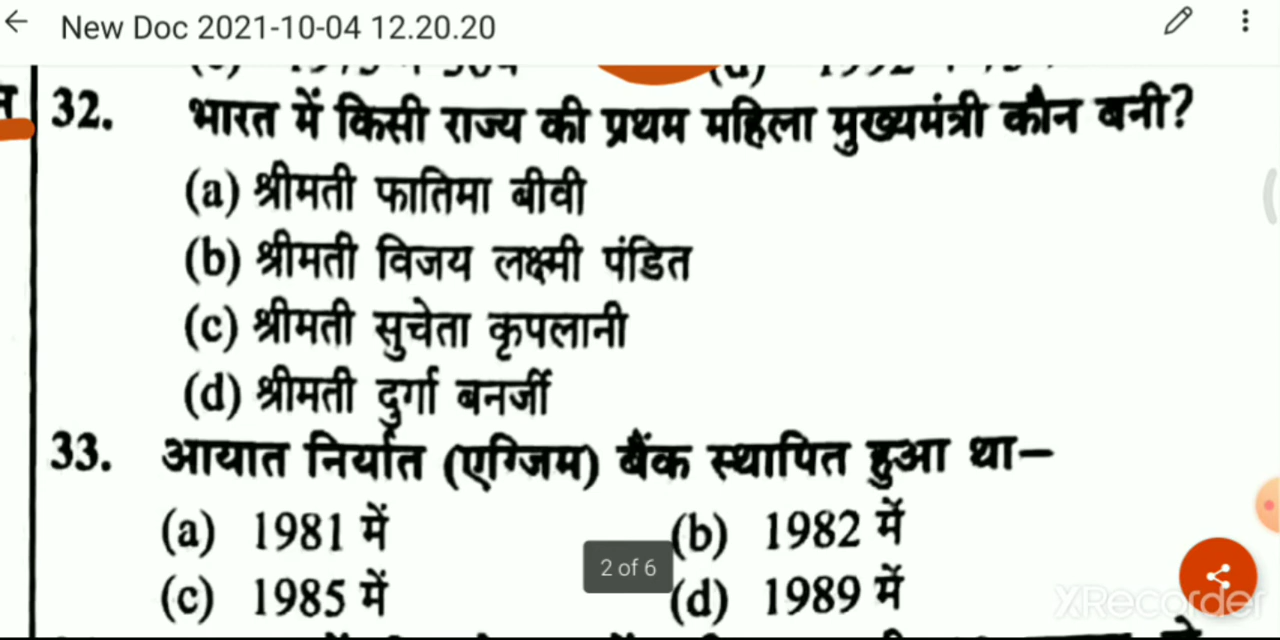 New Doc 2021-10-04 12.20.20
32. भारत में किसी राज्य की प्रथम महिला मुख्यमंत्री कौन बनी?
(a) श्रीमती फातिमा बीवी
(b) श्रीमती विजय लक्ष्मी पंडित
(c) श्रीमती सुचेता कृपलानी
(d) श्रीमती दुर्गा बनर्जी
33. आयात निर्यात (एग्जिम) बैंक स्थापित हुआ था–
(a) 1981 में (b) 1982 में
2 of 6
(c) 1985 में (d) 1989 में
XRecorder